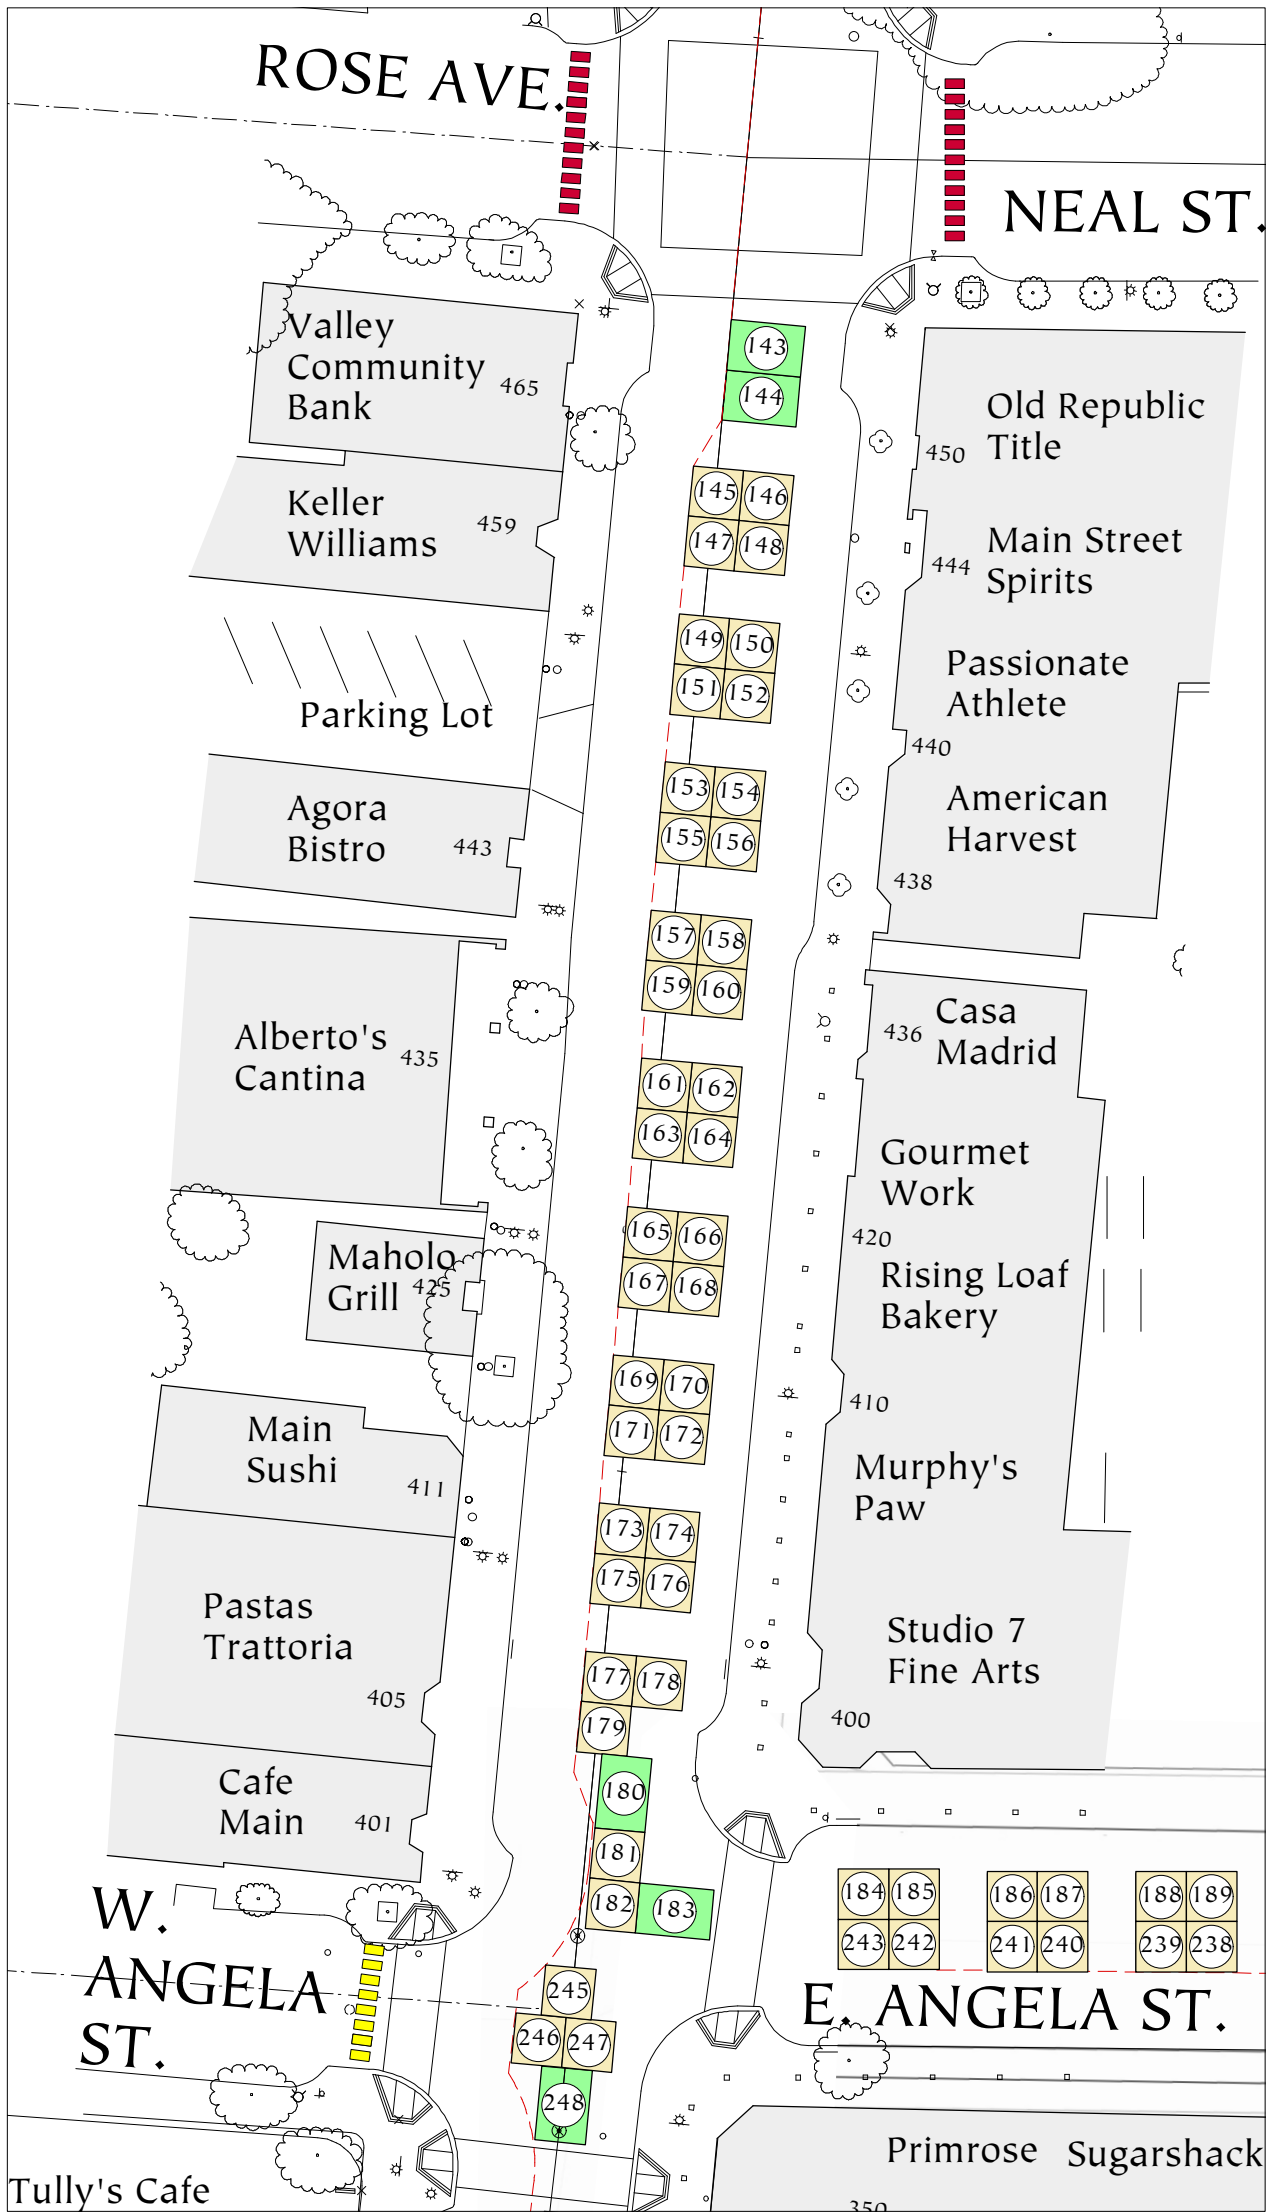 ROSE AVE.
NEAL ST.
Valley
Community
Bank
465
143
144
Old Republic
Title
450
Keller
Williams
459
145 146
147 148
Main Street
Spirits
444
149 150
151 152
Passionate
Athlete
440
Parking Lot
153 154
155 156
American
Harvest
438
Agora
Bistro
443
157 158
159 160
Casa
Madrid
436
Alberto's
Cantina
435
161 162
163 164
Gourmet
Work
420
165 166
167 168
Rising Loaf
Bakery
410
Maholo
Grill
425
169 170
171 172
Main
Sushi
411
Murphy's
Paw
173 174
175 176
Pastas
Trattoria
405
Studio 7
Fine Arts
400
177 178
179
180
181
182 183
Cafe
Main
401
184 185 186 187 188 189
243 242 241 240 239 238
W.
ANGELA
ST.
E. ANGELA ST.
245
246 247
248
Primrose Sugarshack
350
Tully's Cafe